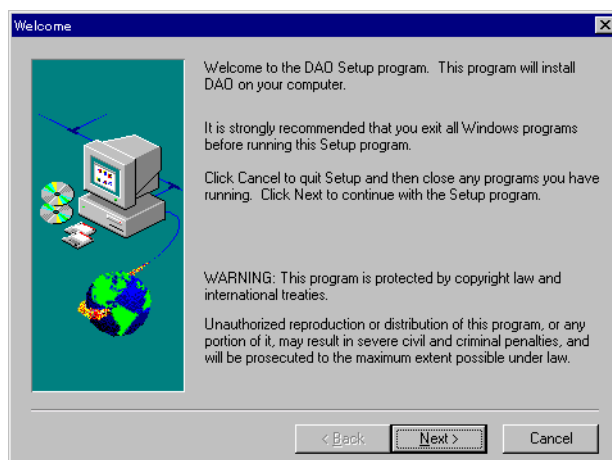 Welcome
Welcome to the DAO Setup program. This program will install
DAO on your computer.
It is strongly recommended that you exit all Windows programs
before running this Setup program.
Click Cancel to quit Setup and then close any programs you have
running. Click Next to continue with the Setup program.
WARNING: This program is protected by copyright law and
international treaties.
Unauthorized reproduction or distribution of this program, or any
portion of it, may result in severe civil and criminal penalties, and
will be prosecuted to the maximum extent possible under law.
< Back
Next >
Cancel